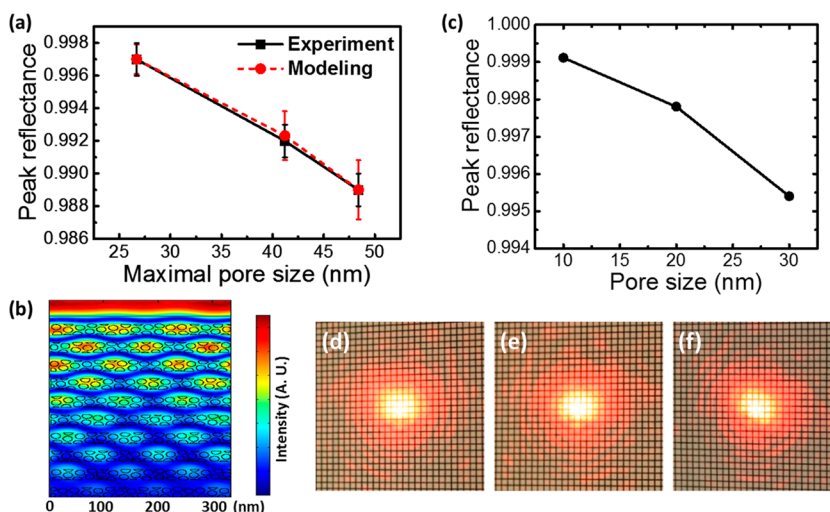 (a)
0.998
0.996
0.994
0.992
0.990
0.988
0.986
Peak reflectance
Experiment
Modeling
25 30 35 40 45 50
Maximal pore size (nm)
(c)
1.000
0.999
0.998
0.997
0.996
0.995
0.994
Peak reflectance
10 15 20 25 30
Pore size (nm)
(b)
Intensity (A. U.)
0 100 200 300 (nm)
(d)
(e)
(f)